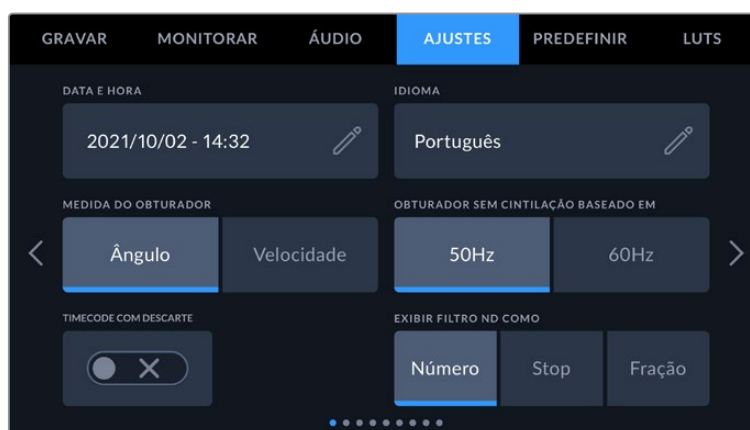 GRAVAR MONITORAR ÁUDIO AJUSTES PREDEFINIR LUTS
DATA E HORA IDIOMA
2021/10/02 - 14:32 Português
MEDIDA DO OBTURADOR OBTURADOR SEM CINTILAÇÃO BASEADO EM
Ângulo Velocidade 50Hz 60Hz
TIMECODE COM DESCARTE EXIBIR FILTRO ND COMO
Número Stop Fração